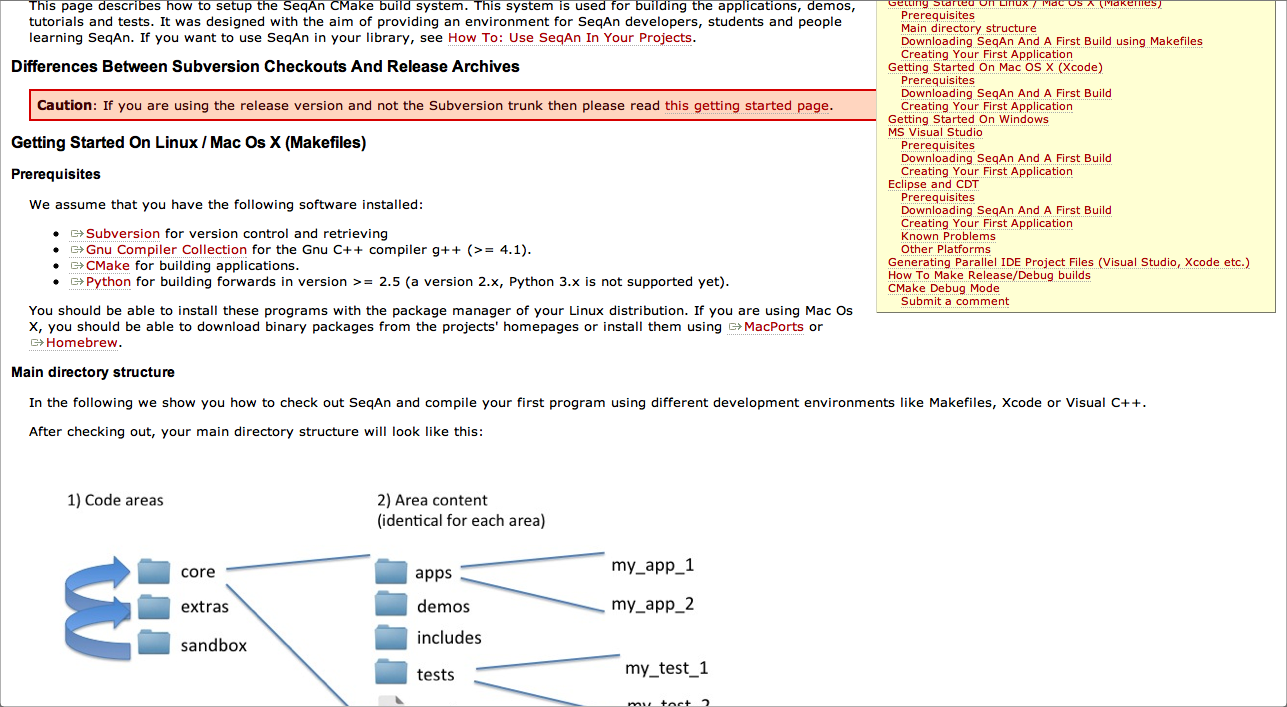 This page describes how to setup the SeqAn CMake build system. This system is used for building the applications, demos,
tutorials and tests. It was designed with the aim of providing an environment for SeqAn developers, students and people
learning SeqAn. If you want to use SeqAn in your library, see How To: Use SeqAn In Your Projects.
Differences Between Subversion Checkouts And Release Archives
Caution: If you are using the release version and not the Subversion trunk then please read this getting started page.
Getting Started On Linux / Mac Os X (Makefiles)
Prerequisites
We assume that you have the following software installed:
Subversion for version control and retrieving
Gnu Compiler Collection for the Gnu C++ compiler g++ (>= 4.1).
CMake for building applications.
Python for building forwards in version >= 2.5 (a version 2.x, Python 3.x is not supported yet).
You should be able to install these programs with the package manager of your Linux distribution. If you are using Mac Os
X, you should be able to download binary packages from the projects' homepages or install them using MacPorts or
Homebrew.
Main directory structure
In the following we show you how to check out SeqAn and compile your first program using different development environments like Makefiles, Xcode or Visual C++.
After checking out, your main directory structure will look like this:
1) Code areas
core
extras
sandbox
2) Area content
(identical for each area)
apps
demos
includes
tests
my_app_1
my_app_2
my_test_1
my_test_2
Getting Started On Linux / Mac Os X (Makefiles)
Prerequisites
Main directory structure
Downloading SeqAn And A First Build using Makefiles
Creating Your First Application
Getting Started On Mac OS X (Xcode)
Prerequisites
Downloading SeqAn And A First Build
Creating Your First Application
Getting Started On Windows
MS Visual Studio
Prerequisites
Downloading SeqAn And A First Build
Creating Your First Application
Eclipse and CDT
Prerequisites
Downloading SeqAn And A First Build
Creating Your First Application
Known Problems
Other Platforms
Generating Parallel IDE Project Files (Visual Studio, Xcode etc.)
How To Make Release/Debug builds
CMake Debug Mode
Submit a comment